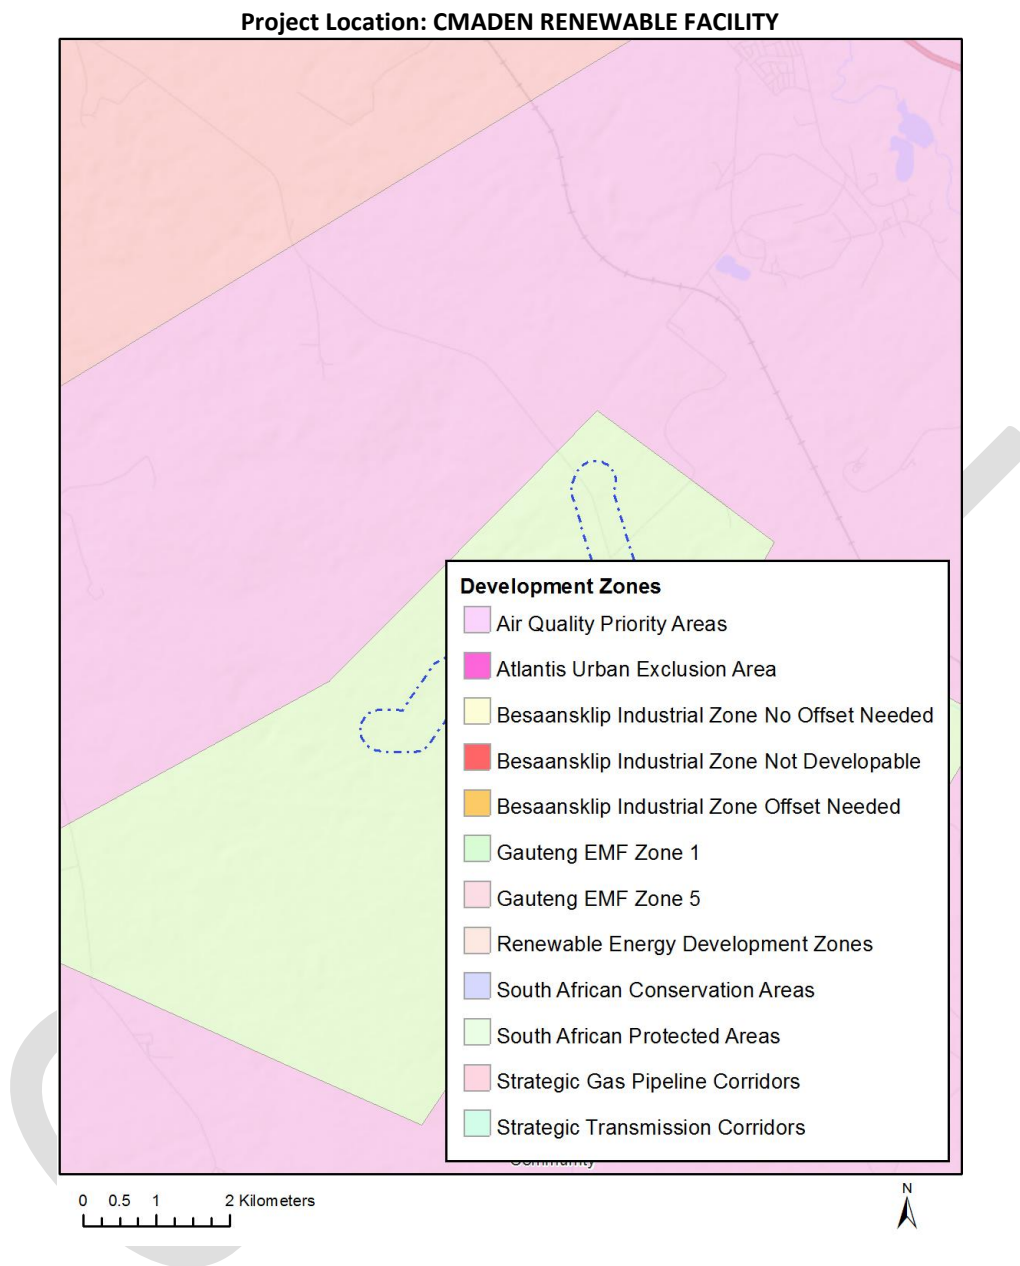 Project Location: CMADEN RENEWABLE FACILITY
Development Zones
Air Quality Priority Areas
Atlantis Urban Exclusion Area
Besaansklip Industrial Zone No Offset Needed
Besaansklip Industrial Zone Not Developable
Besaansklip Industrial Zone Offset Needed
Gauteng EMF Zone 1
Gauteng EMF Zone 5
Renewable Energy Development Zones
South African Conservation Areas
South African Protected Areas
Strategic Gas Pipeline Corridors
Strategic Transmission Corridors
Community
0 0.5 1 2 Kilometers
N